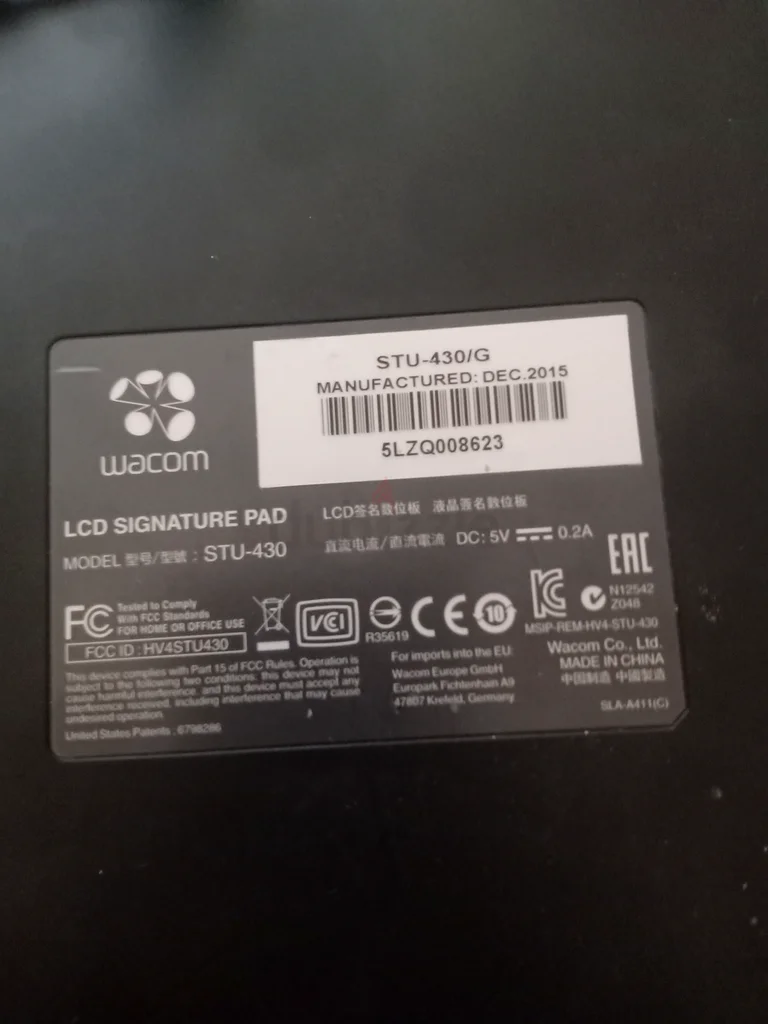 STU-430/G
MANUFACTURED: DEC.2015
5LZQ008623
wacom
LCD SIGNATURE PAD
LCD签名数位板 液晶簽名數位板
MODEL 型号/型號 : STU-430
直流电流/直流電流 DC: 5V 0.2A
EAC
FC
Tested to Comply
With FCC Standards
FOR HOME OR OFFICE USE
FCC ID : HV4STU430
VCCI
R35619
CE
10
N12542
Z048
MSIP-REM-HV4-STU-430
This device complies with Part 15 of FCC Rules. Operation is
subject to the following two conditions: this device may not
cause harmful interference, and this device must accept any
interference received, including interference that may cause
undesired operation.
United States Patents : 6798286
For imports into the EU:
Wacom Europe GmbH
Europark Fichtenhain A9
47807 Krefeld, Germany
Wacom Co., Ltd.
MADE IN CHINA
中国制造 中國製造
SLA-A411(C)